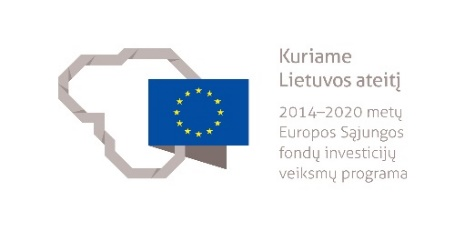 Kuriame
Lietuvos ateitį
2014–2020 metų
Europos Sąjungos
fondų investicijų
veiksmų programa